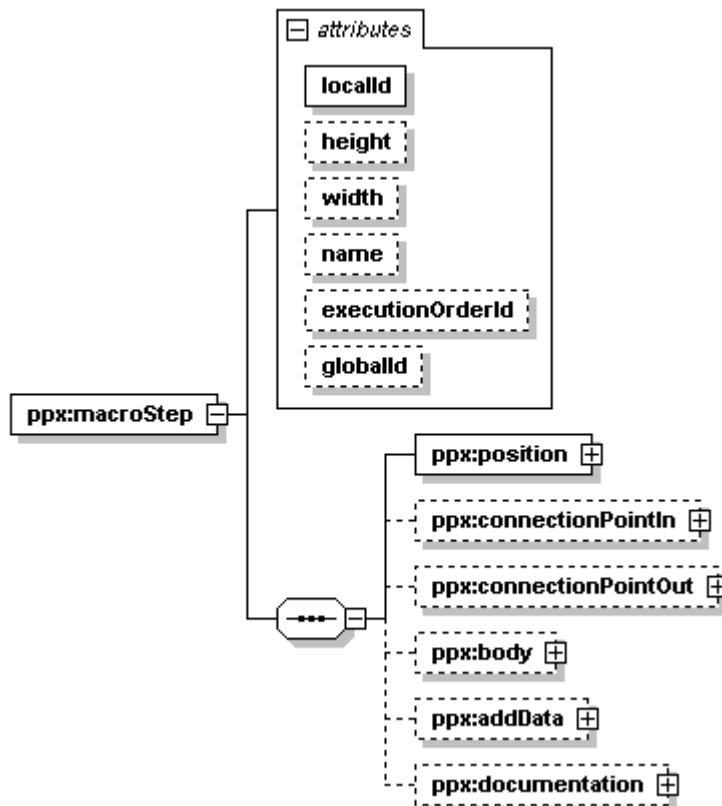 attributes
localId
height
width
name
executionOrderId
globalId
ppx:macroStep
ppx:position
ppx:connectionPointIn
ppx:connectionPointOut
ppx:body
ppx:addData
ppx:documentation